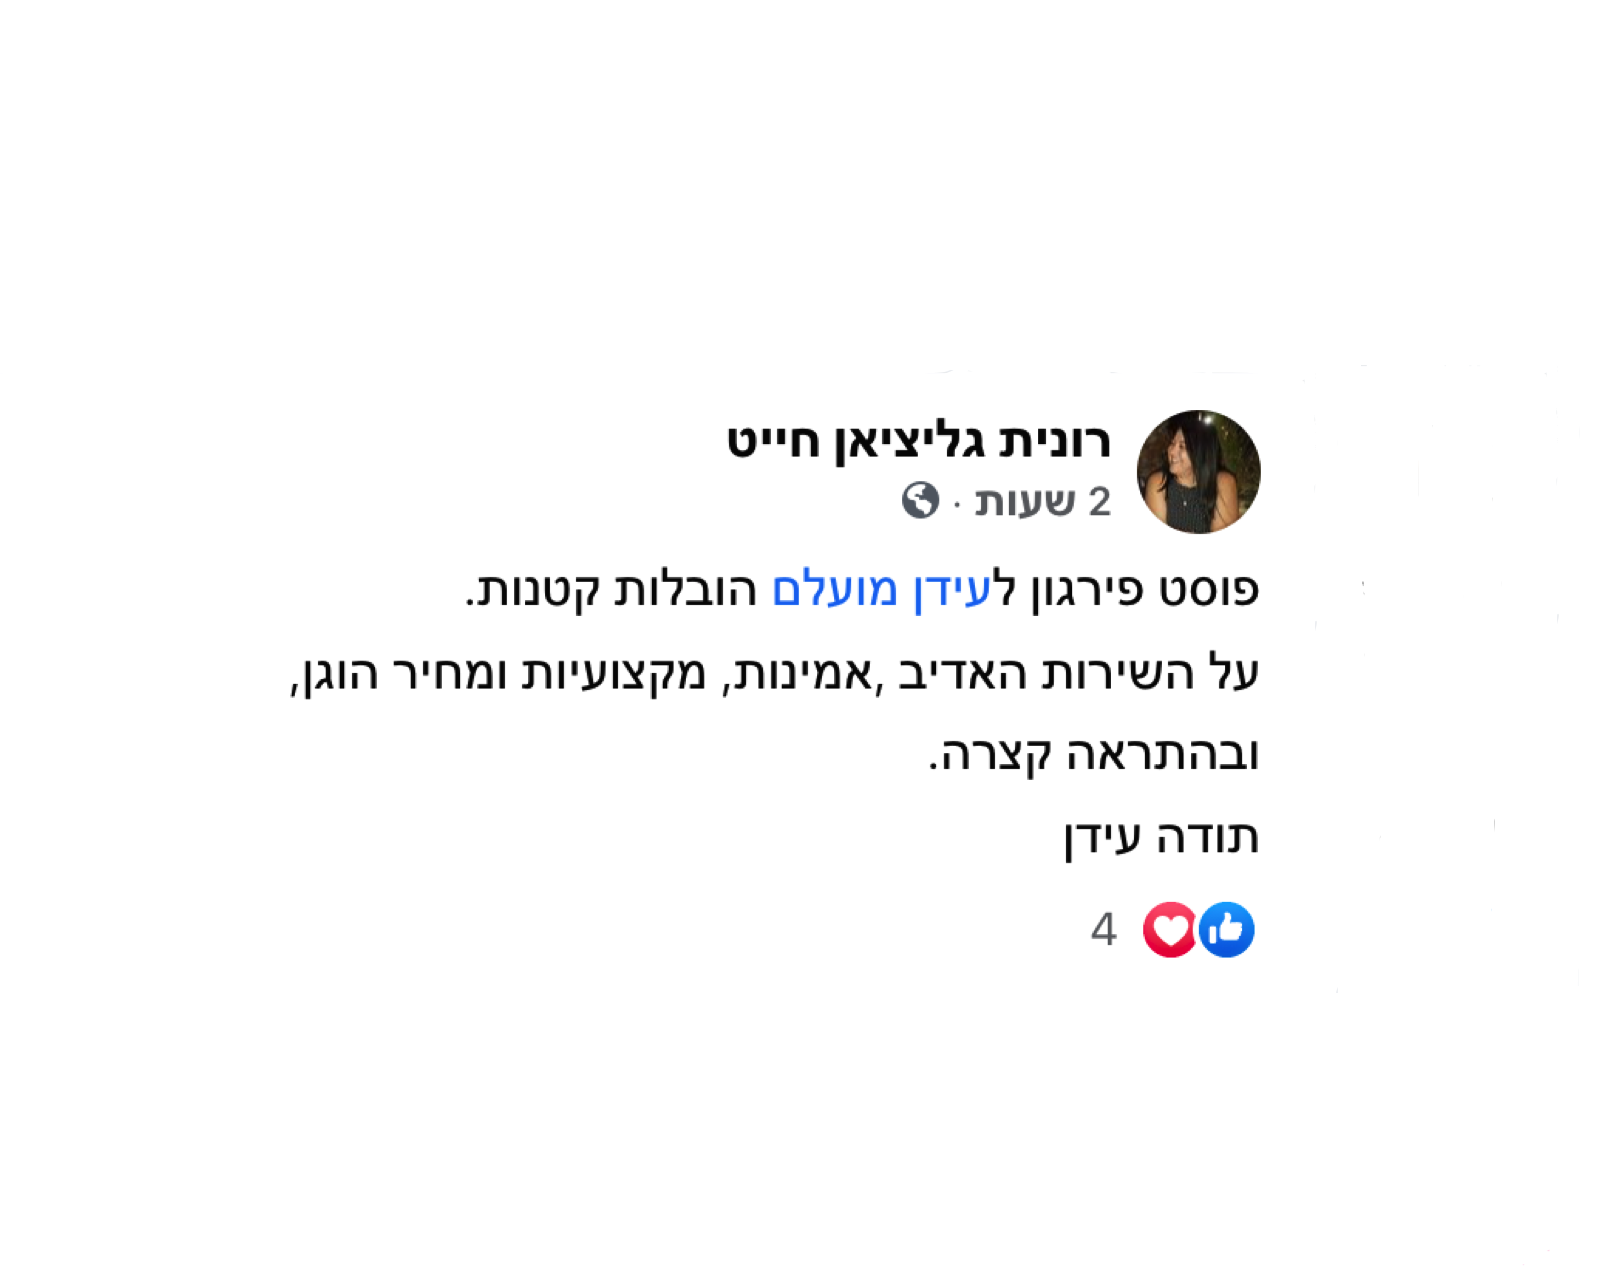 רונית גליציאן חייט
2 שעות ·
פוסט פירגון לעידן מועלם הובלות קטנות.
על השירות האדיב ,אמינות, מקצועיות ומחיר הוגן,
ובהתראה קצרה.
תודה עידן
4